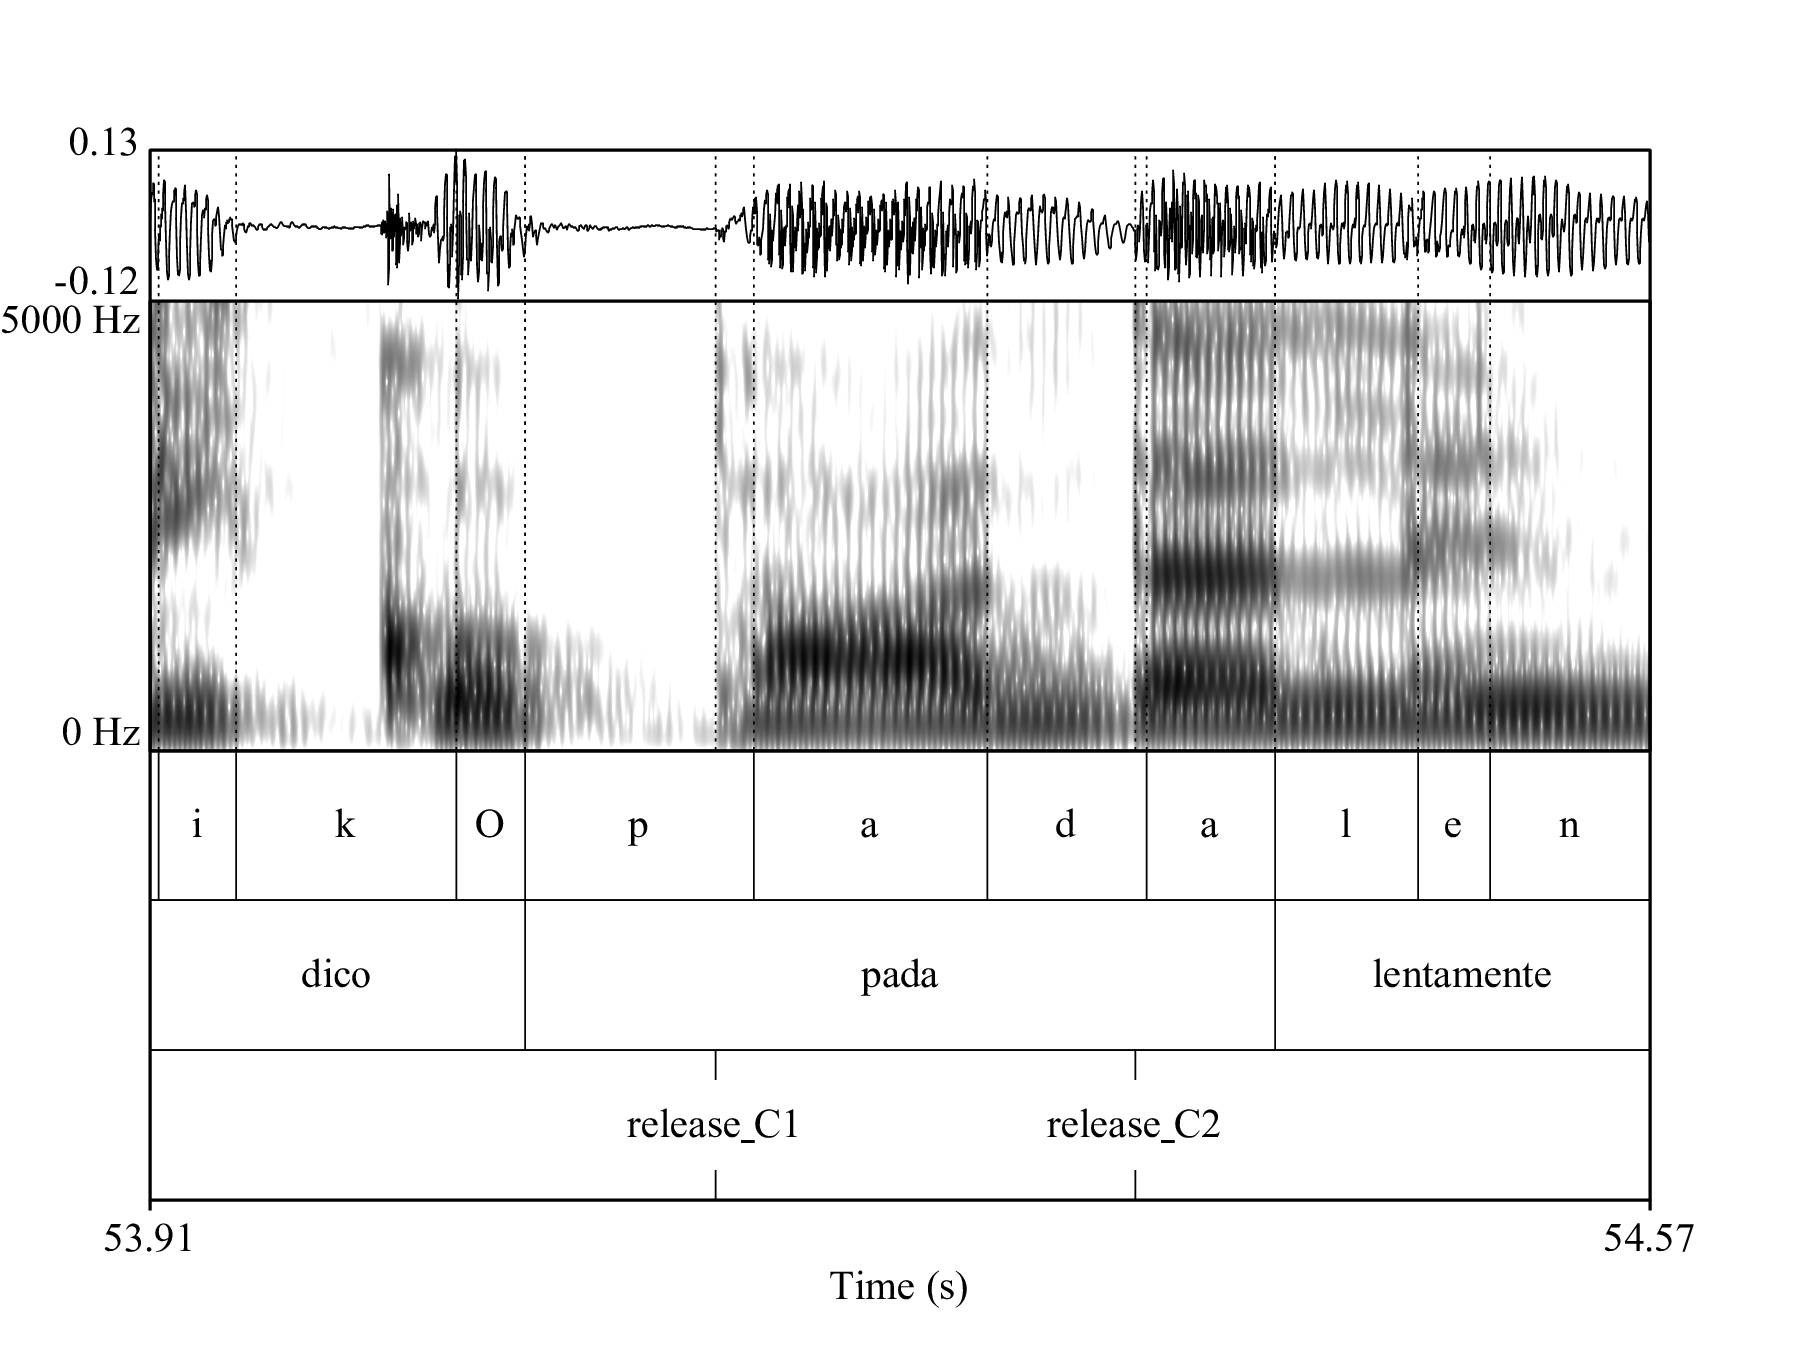 0.13
-0.12
5000 Hz
0 Hz
i k O p a d a l e n
dico pada lentamente
release_C1 release_C2
53.91 54.57
Time (s)